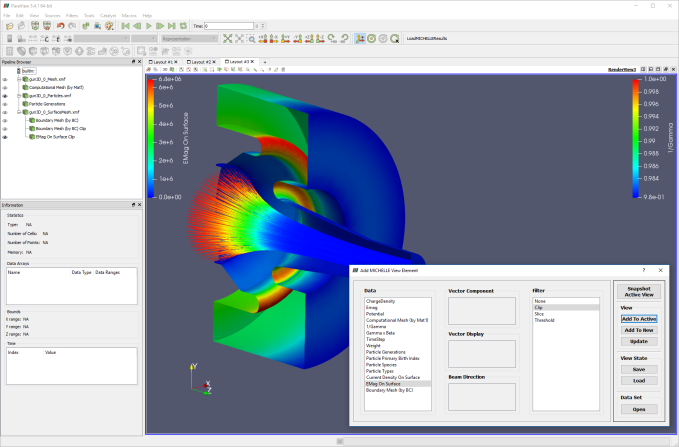 ParaView 5.4.1 64-bit
File Edit View Sources Filters Tools Catalyst Macros Help
Time: 0
Representation
LoadMICHELLEResults
Pipeline Browser
builtin:
gun3D_0_Mesh.xmf
Computational Mesh (by Matl)
gun3D_0_Particles.xmf
Particle Generations
gun3D_0_SurfaceMesh.xmf
Boundary Mesh (by BC)
Boundary Mesh (by BC) Clip
EMag On Surface Clip
Information
Statistics
Type: NA
Number of Cells: NA
Number of Points: NA
Memory: NA
Data Arrays
Name Data Type Data Ranges
Bounds
X range: NA
Y range: NA
Z range: NA
Time
Index Value
Layout #1 Layout #2 Layout #3
RenderView3
6.0e+06
6e+6
5e+6
4e+6
3e+6
2e+6
1e+6
0.0e+00
EMag On Surface
1.0e+00
0.998
0.996
0.994
0.992
0.99
0.988
0.986
0.984
9.8e-01
1/Gamma
Y
X
Z
Add MICHELLE View Element
Data
ChargeDensity
Emag
Potential
Computational Mesh (by Mat'l)
1/Gamma
Gamma x Beta
TimeStep
Weight
Particle Generations
Particle Primary Birth Index
Particle Species
Particle Types
Current Density On Surface
EMag On Surface
Boundary Mesh (by BC)
Vector Component
Vector Display
Beam Direction
Filter
None
Clip
Slice
Threshold
Snapshot
Active View
View
Add To Active
Add To New
Update
View State
Save
Load
Data Set
Open